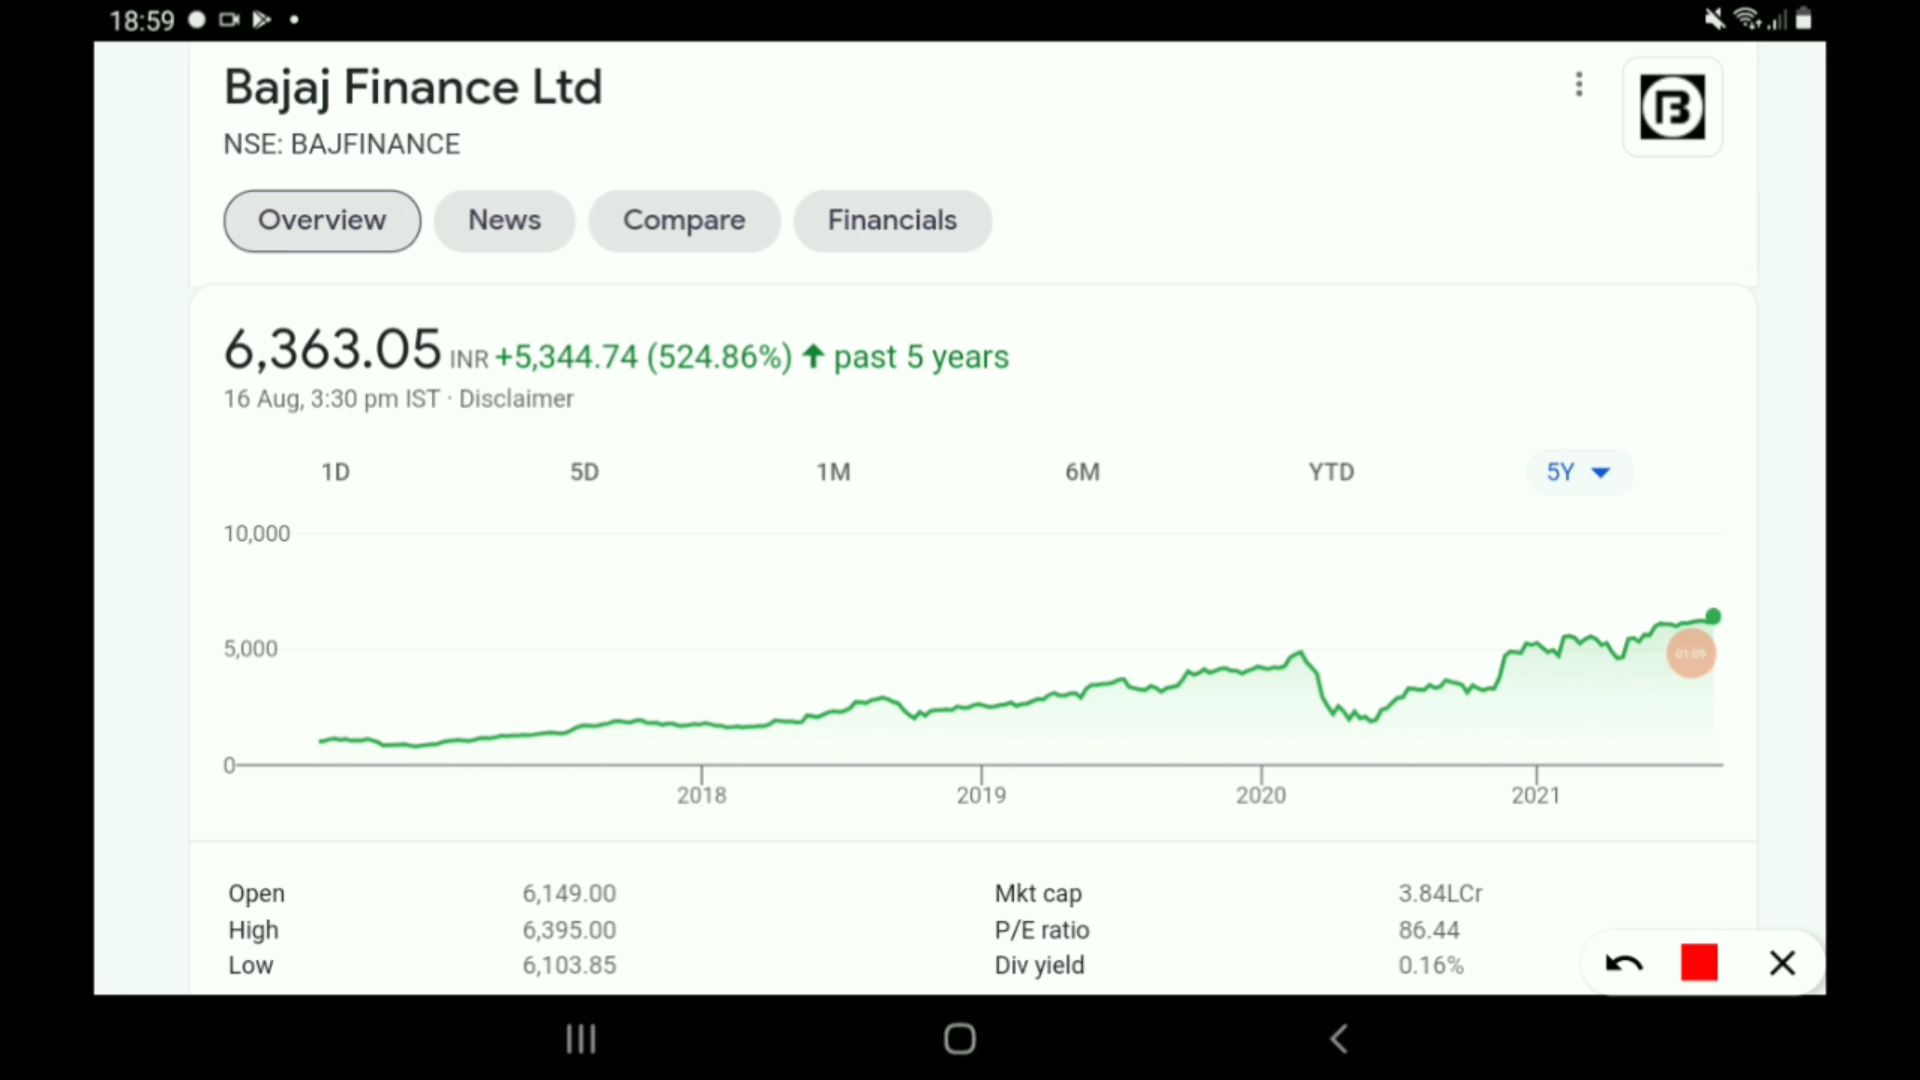 18:59
Bajaj Finance Ltd
NSE: BAJFINANCE
Overview News Compare Financials
6,363.05 INR +5,344.74 (524.86%) ↑ past 5 years
16 Aug, 3:30 pm IST · Disclaimer
1D 5D 1M 6M YTD 5Y
10,000
5,000
01:09
0
2018 2019 2020 2021
Open 6,149.00 Mkt cap 3.84LCr
High 6,395.00 P/E ratio 86.44
Low 6,103.85 Div yield 0.16%